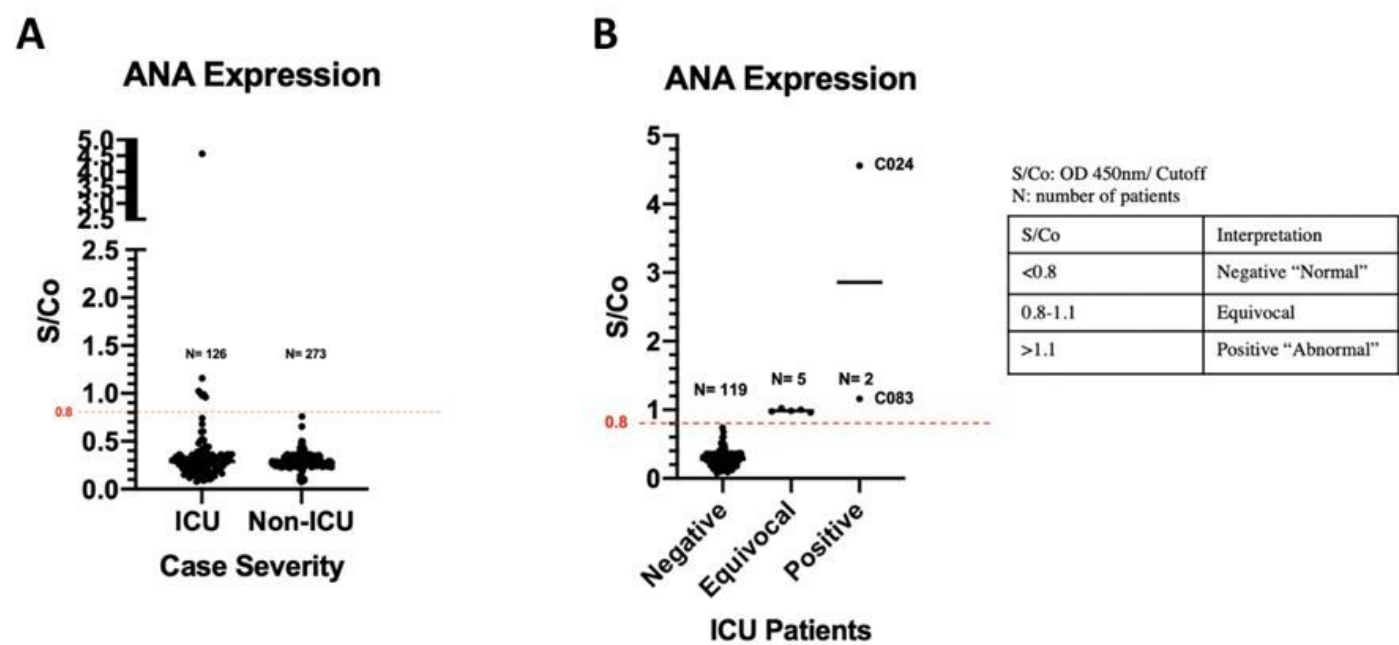 A
ANA Expression
5.0
4.5
4.0
3.5
3.0
2.5
2.5
2.0
1.5
1.0
0.5
0.0
S/Co
0.8
N= 126
N= 273
ICU
Non-ICU
Case Severity
B
ANA Expression
5
4
3
2
1
0
S/Co
0.8
N= 119
N= 5
N= 2
C024
C083
Negative
Equivocal
Positive
ICU Patients
S/Co: OD 450nm/ Cutoff
N: number of patients
S/Co Interpretation
<0.8 Negative “Normal”
0.8-1.1 Equivocal
>1.1 Positive “Abnormal”